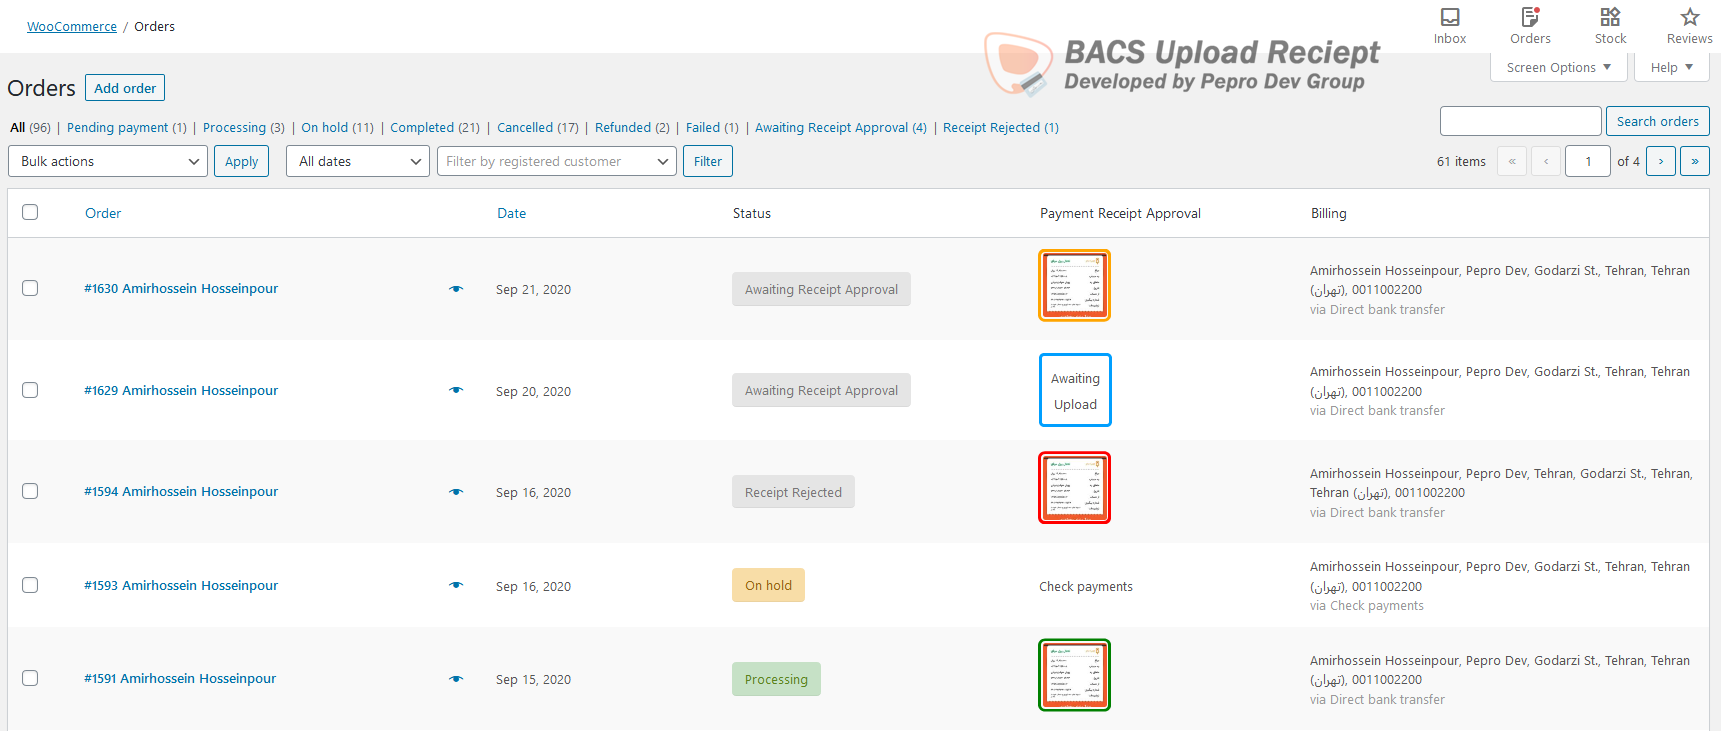 WooCommerce / Orders
Inbox
Orders
Stock
Reviews
BACS Upload Reciept
Developed by Pepro Dev Group
Screen Options
Help
Orders
Add order
All (96) | Pending payment (1) | Processing (3) | On hold (11) | Completed (21) | Cancelled (17) | Refunded (2) | Failed (1) | Awaiting Receipt Approval (4) | Receipt Rejected (1)
Search orders
Bulk actions
Apply
All dates
Filter by registered customer
Filter
61 items « ‹ 1 of 4 › »
Order
Date
Status
Payment Receipt Approval
Billing
#1630 Amirhossein Hosseinpour
Sep 21, 2020
Awaiting Receipt Approval
Amirhossein Hosseinpour, Pepro Dev, Godarzi St., Tehran, Tehran
(تهران), 0011002200
via Direct bank transfer
#1629 Amirhossein Hosseinpour
Sep 20, 2020
Awaiting Receipt Approval
Awaiting
Upload
Amirhossein Hosseinpour, Pepro Dev, Godarzi St., Tehran, Tehran
(تهران), 0011002200
via Direct bank transfer
#1594 Amirhossein Hosseinpour
Sep 16, 2020
Receipt Rejected
Amirhossein Hosseinpour, Pepro Dev, Tehran, Godarzi St., Tehran,
Tehran (تهران), 0011002200
via Direct bank transfer
#1593 Amirhossein Hosseinpour
Sep 16, 2020
On hold
Check payments
Amirhossein Hosseinpour, Pepro Dev, Godarzi St., Tehran, Tehran
(تهران), 0011002200
via Check payments
#1591 Amirhossein Hosseinpour
Sep 15, 2020
Processing
Amirhossein Hosseinpour, Pepro Dev, Godarzi St., Tehran, Tehran
(تهران), 0011002200
via Direct bank transfer